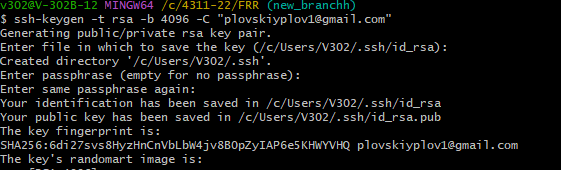 v302@V-302B-12 MINGW64 /c/4311-22/FRR (new_branchh)
$ ssh-keygen -t rsa -b 4096 -C "plovskiyplov1@gmail.com"
Generating public/private rsa key pair.
Enter file in which to save the key (/c/Users/V302/.ssh/id_rsa):
Created directory '/c/Users/V302/.ssh'.
Enter passphrase (empty for no passphrase):
Enter same passphrase again:
Your identification has been saved in /c/Users/V302/.ssh/id_rsa
Your public key has been saved in /c/Users/V302/.ssh/id_rsa.pub
The key fingerprint is:
SHA256:6di27svs8HyzHnCnVbLbW4jv8BOpZyIAP6e5KHWYVHQ plovskiyplov1@gmail.com
The key's randomart image is: